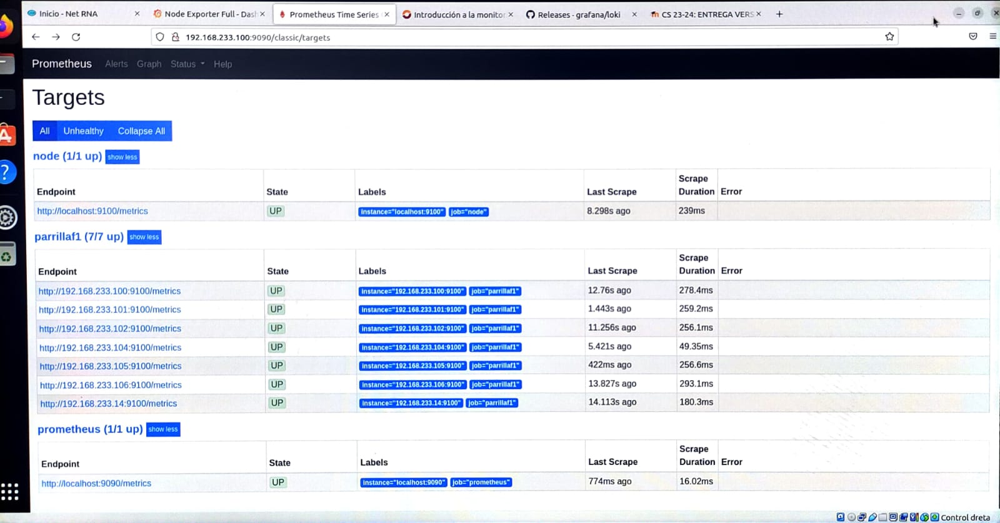 Inicio - Net RNA
Node Exporter Full - Dash
Prometheus Time Series
Introducción a la monitor
Releases · grafana/loki
CS 23-24: ENTREGA VERS
192.168.233.100:9090/classic/targets
Prometheus Alerts Graph Status Help
Targets
All Unhealthy Collapse All
node (1/1 up) show less
Endpoint State Labels Last Scrape Scrape Duration Error
http://localhost:9100/metrics UP instance="localhost:9100" job="node" 8.298s ago 239ms
parrillaf1 (7/7 up) show less
Endpoint State Labels Last Scrape Scrape Duration Error
http://192.168.233.100:9100/metrics UP instance="192.168.233.100:9100" job="parrillaf1" 12.76s ago 278.4ms
http://192.168.233.101:9100/metrics UP instance="192.168.233.101:9100" job="parrillaf1" 1.443s ago 259.2ms
http://192.168.233.102:9100/metrics UP instance="192.168.233.102:9100" job="parrillaf1" 11.256s ago 256.1ms
http://192.168.233.104:9100/metrics UP instance="192.168.233.104:9100" job="parrillaf1" 5.421s ago 49.35ms
http://192.168.233.105:9100/metrics UP instance="192.168.233.105:9100" job="parrillaf1" 422ms ago 256.6ms
http://192.168.233.106:9100/metrics UP instance="192.168.233.106:9100" job="parrillaf1" 13.827s ago 293.1ms
http://192.168.233.14:9100/metrics UP instance="192.168.233.14:9100" job="parrillaf1" 14.113s ago 180.3ms
prometheus (1/1 up) show less
Endpoint State Labels Last Scrape Scrape Duration Error
http://localhost:9090/metrics UP instance="localhost:9090" job="prometheus" 774ms ago 16.02ms
Control dreta